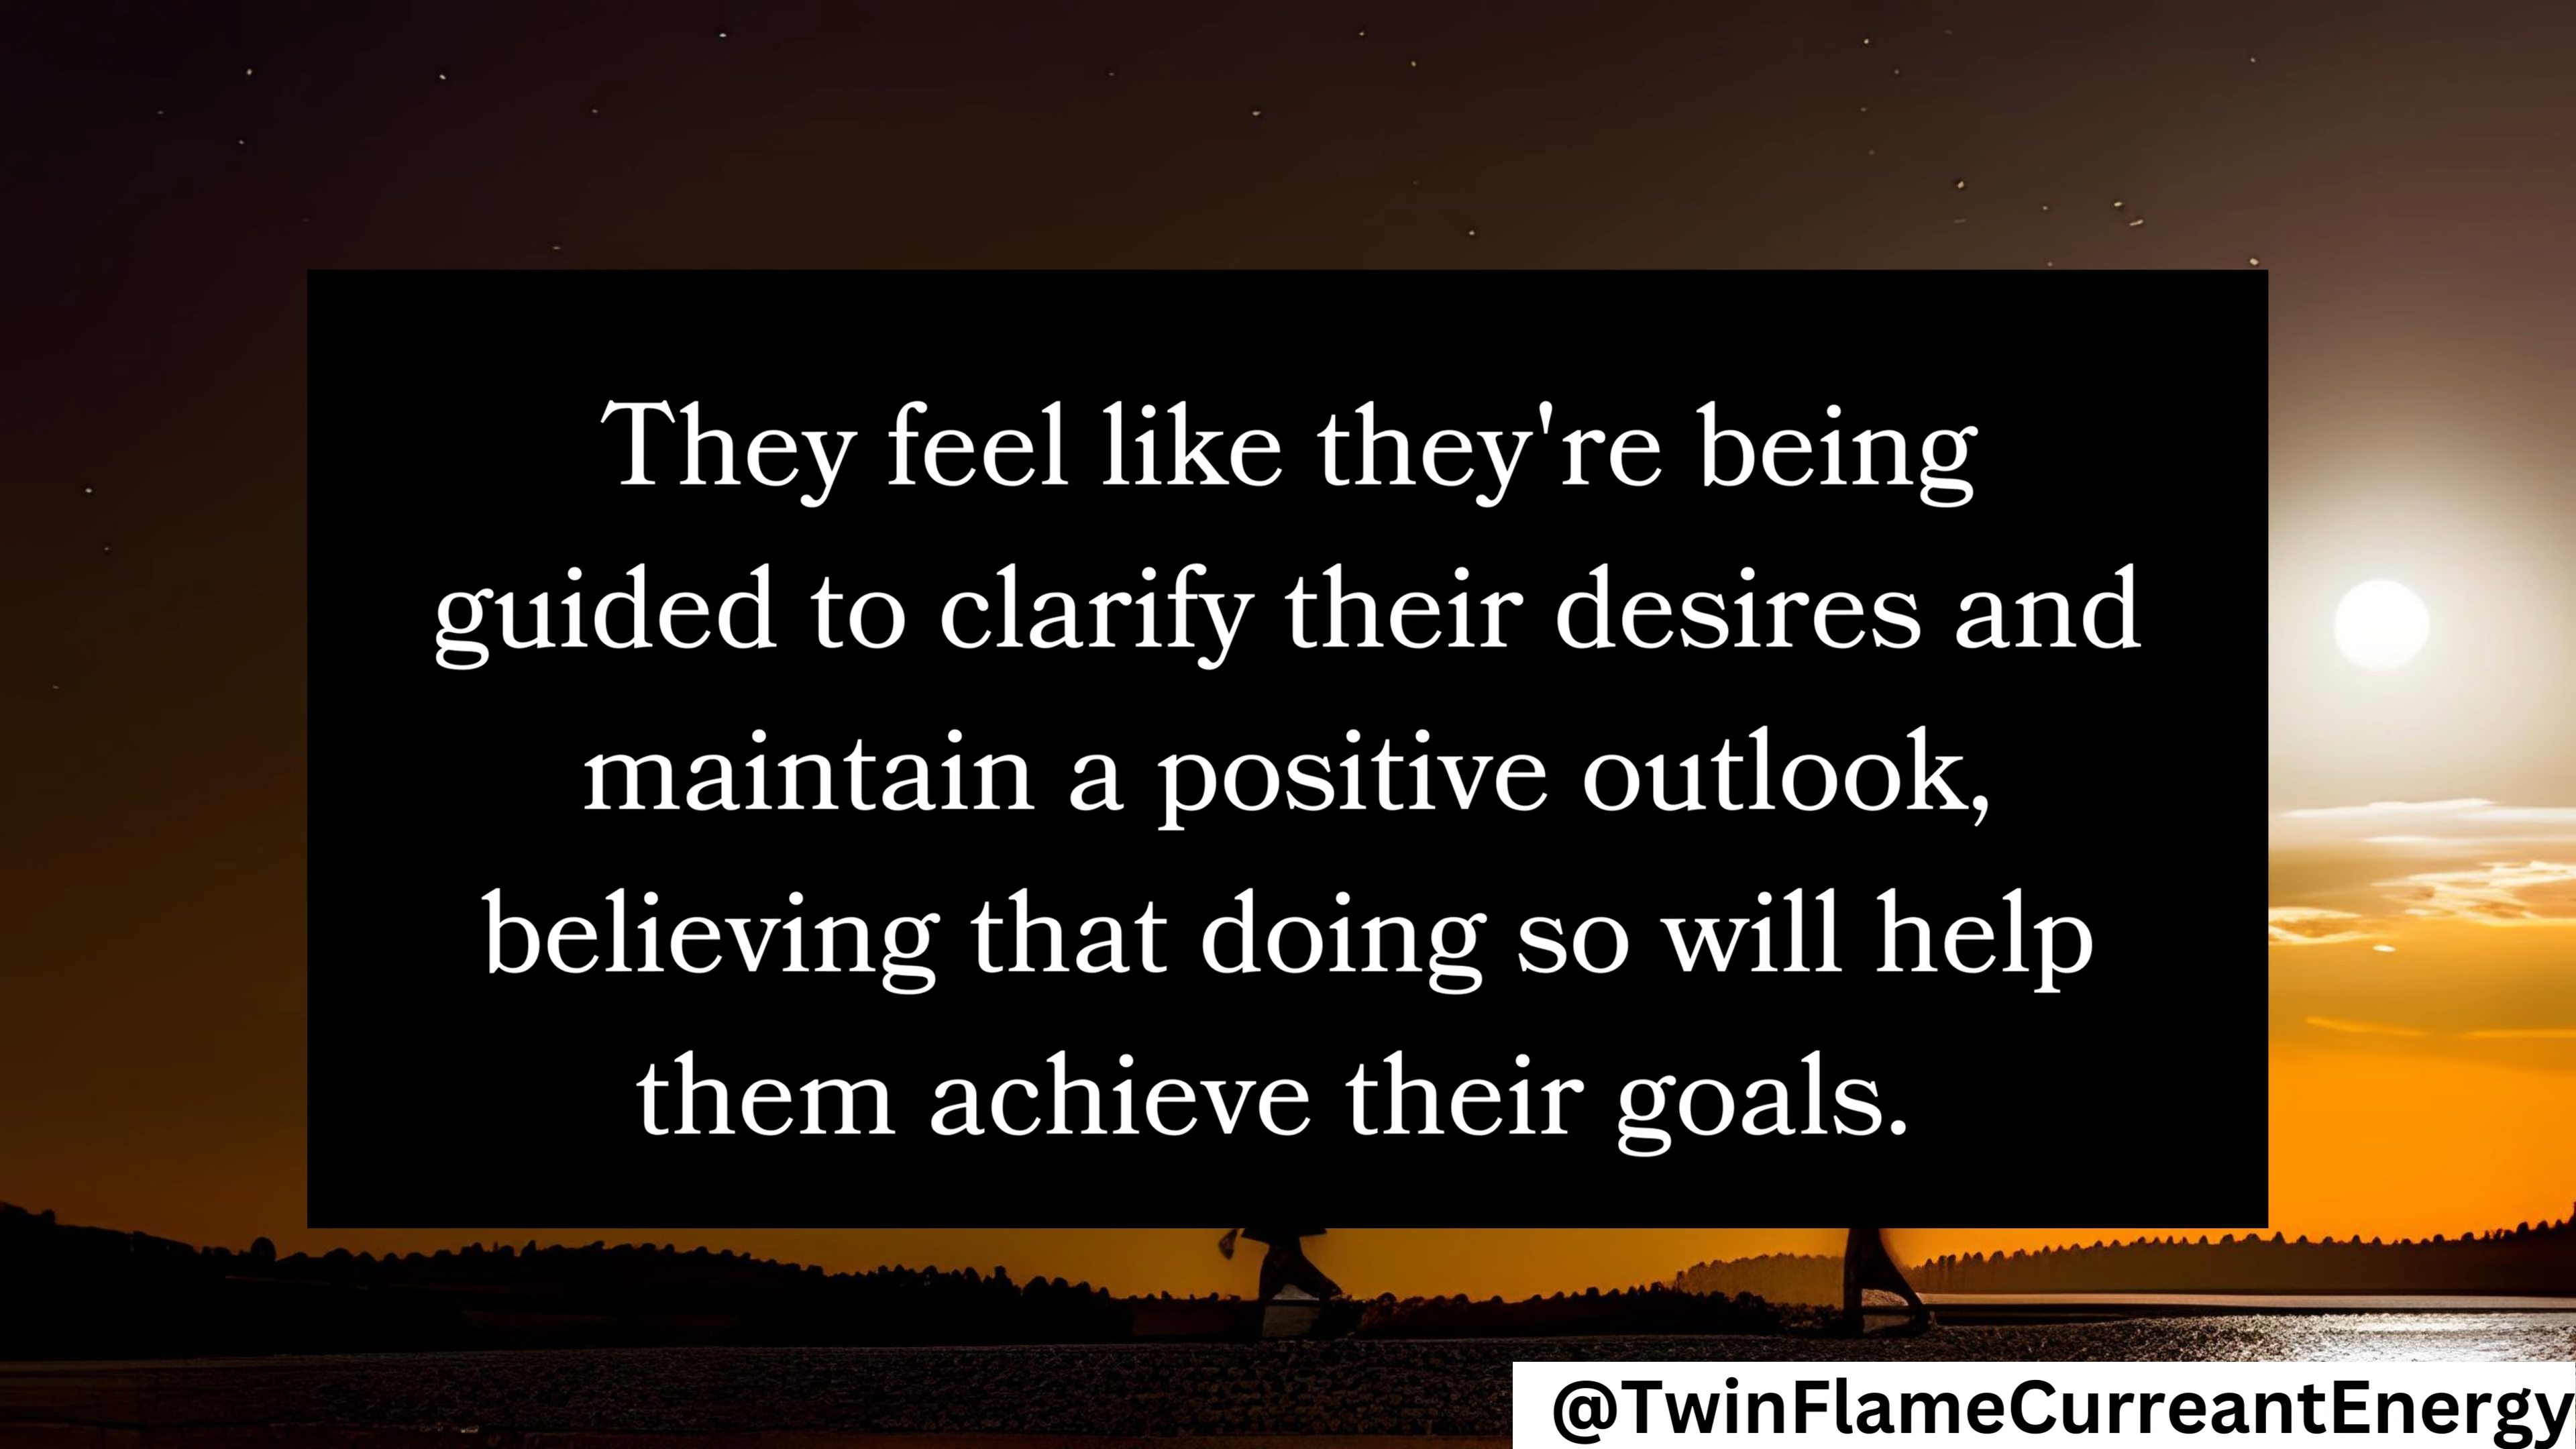 They feel like they're being
guided to clarify their desires and
maintain a positive outlook,
believing that doing so will help
them achieve their goals.
@TwinFlameCurreantEnergy